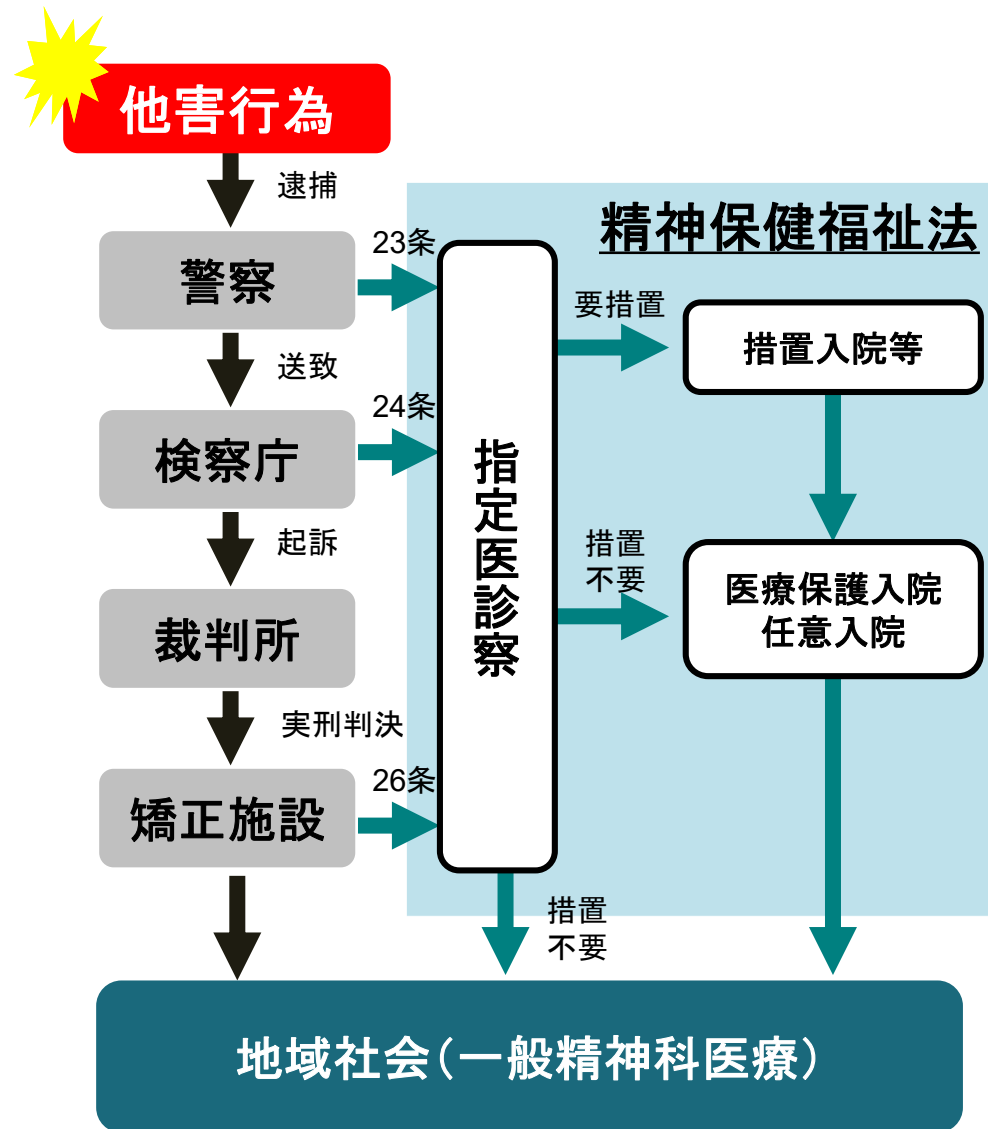 他害行為
逮捕
精神保健福祉法
23条
警察
要措置
措置入院等
送致
24条
検察庁
指定医診察
起訴
措置
不要
医療保護入院
任意入院
裁判所
実刑判決
26条
矯正施設
措置
不要
地域社会(一般精神科医療)